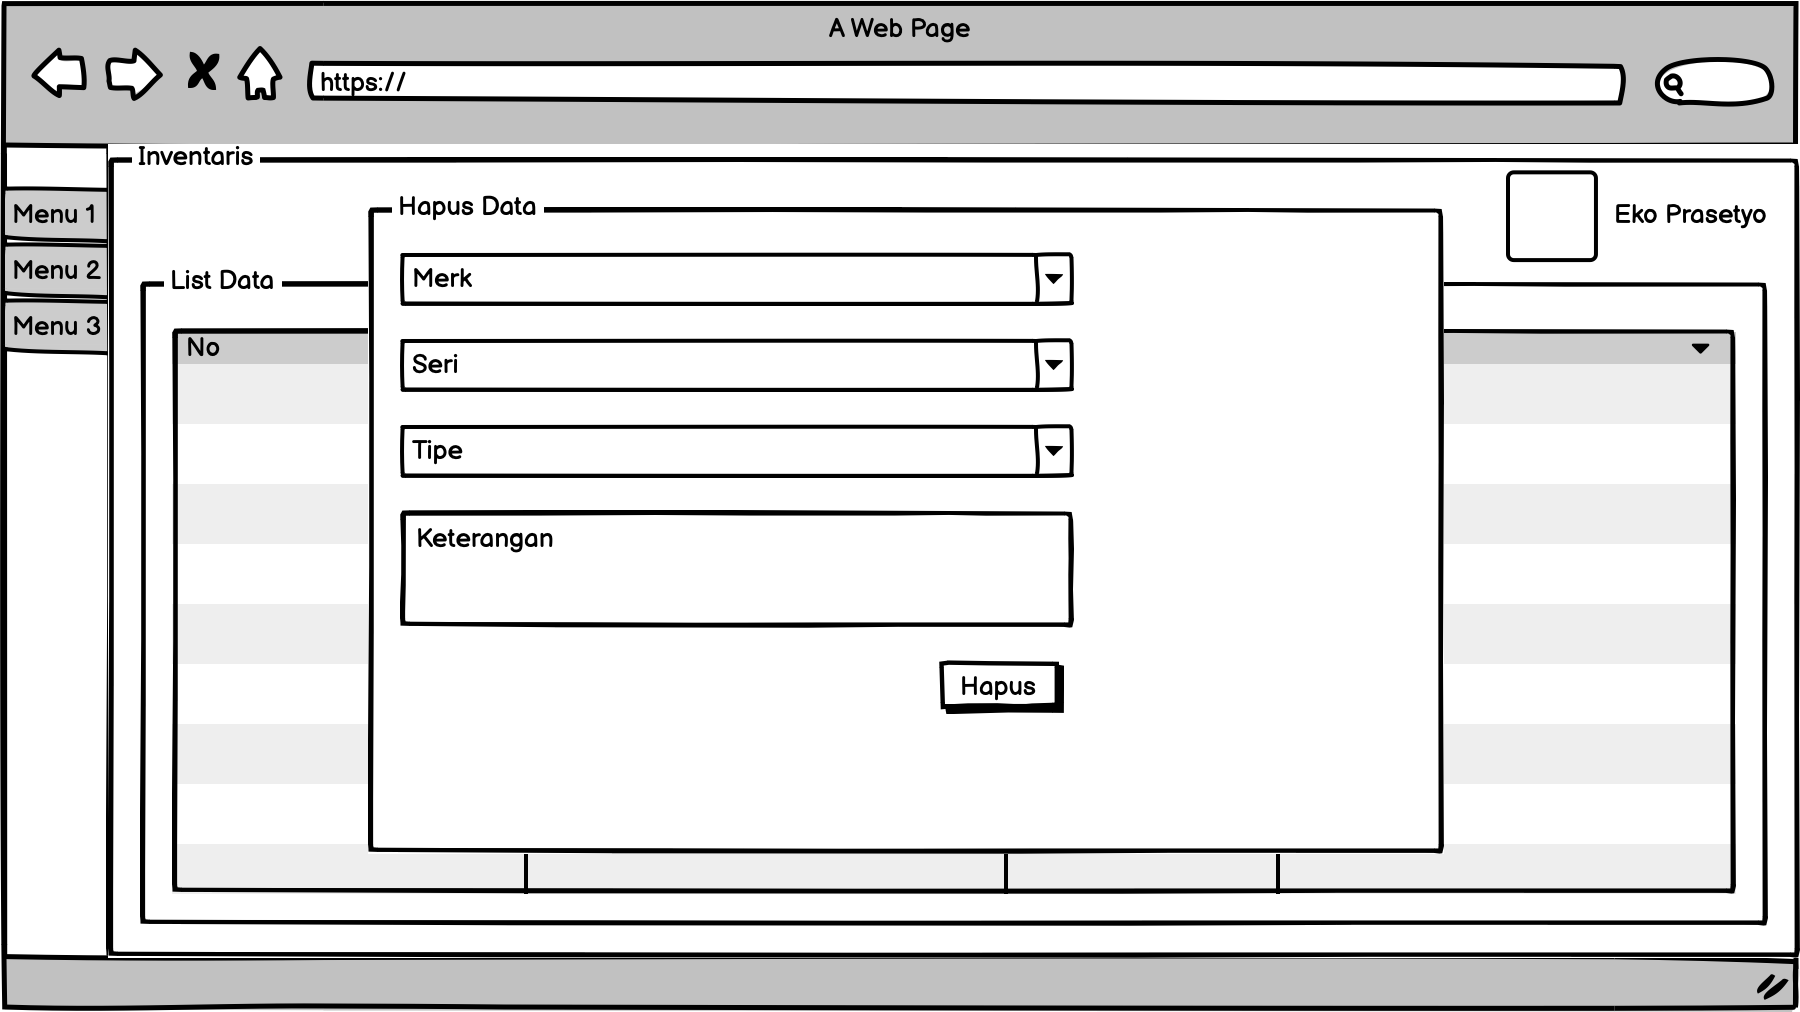 A Web Page
https://
Inventaris
Menu 1
Menu 2
Menu 3
Eko Prasetyo
List Data
No
Hapus Data
Merk
Seri
Tipe
Keterangan
Hapus